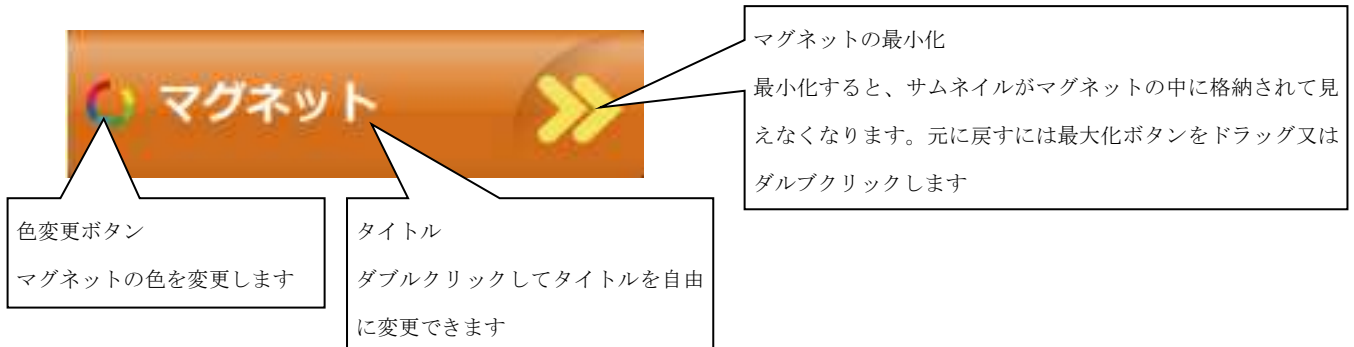 マグネット
マグネットの最小化
最小化すると、サムネイルがマグネットの中に格納されて見
えなくなります。元に戻すには最大化ボタンをドラッグ又は
ダルブクリックします
色変更ボタン
マグネットの色を変更します
タイトル
ダブルクリックしてタイトルを自由
に変更できます